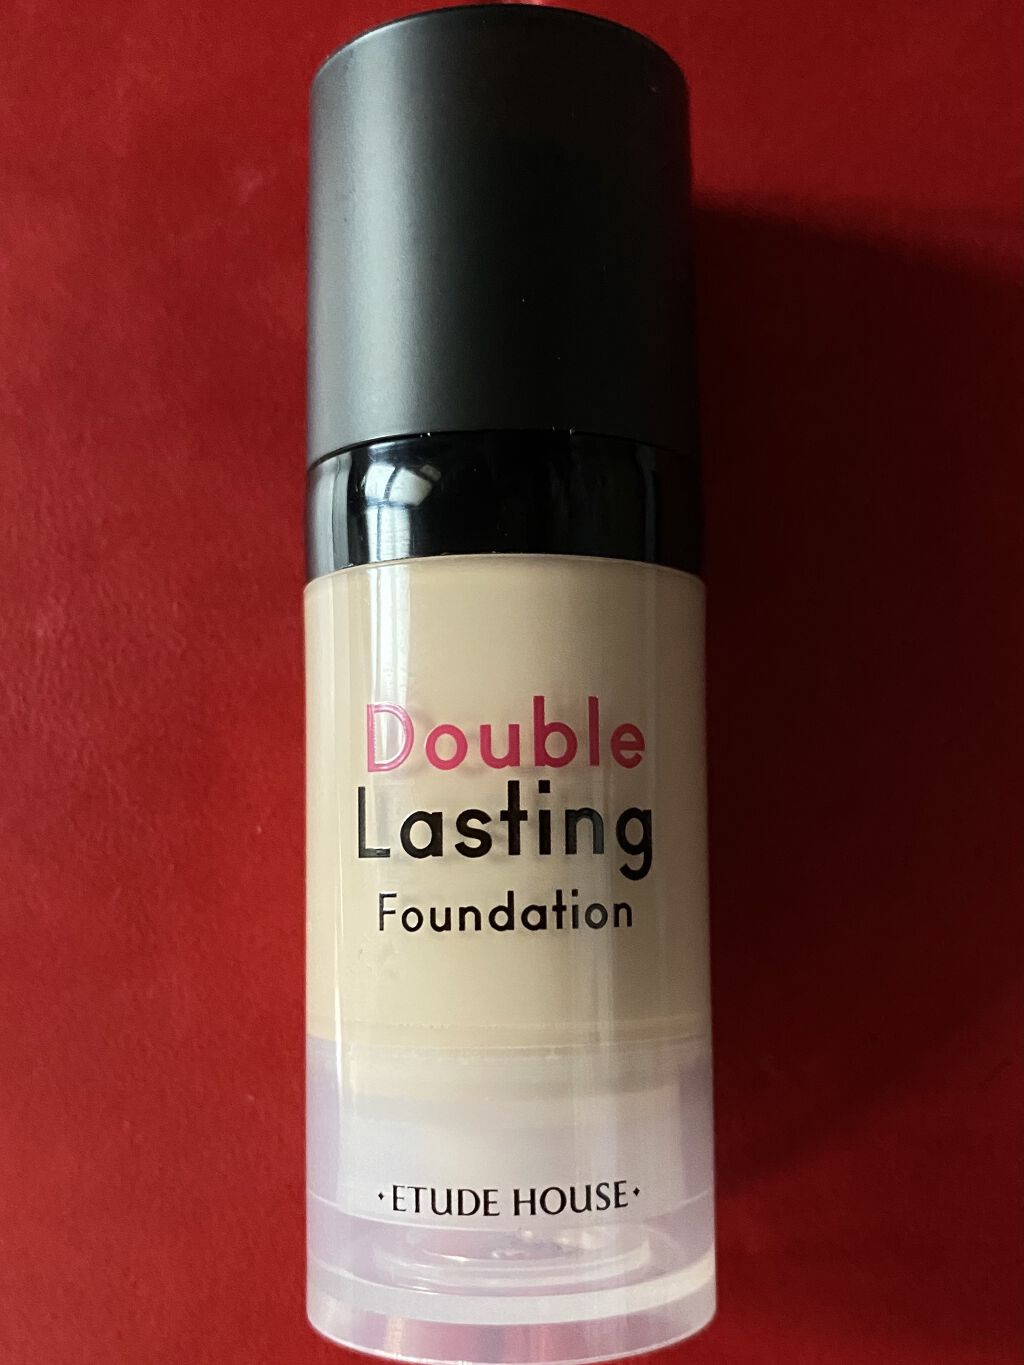 Double
Lasting
Foundation
ETUDE HOUSE